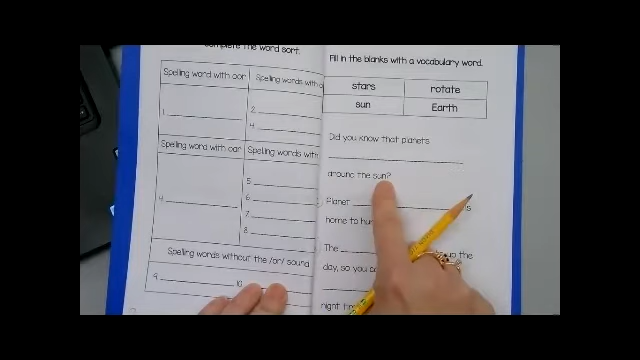 complete the word sort.
Spelling word with oor
Spelling words with
1.
2.
4.
Spelling word with oar
Spelling words with
4.
5.
6.
7.
8.
Spelling words without the /or/ sound
9.
10
Fill in the blanks with a vocabulary word.
stars
rotate
sun
Earth
Did you know that planets
around the sun?
Planet is
home to
The up the
day, so you
night